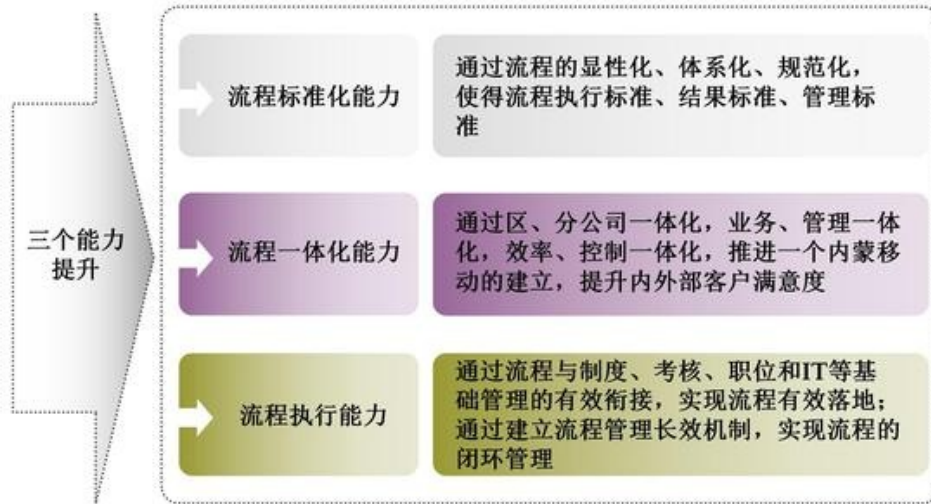 三个能力
提升
流程标准化能力
通过流程的显性化、体系化、规范化，
使得流程执行标准、结果标准、管理标
准
流程一体化能力
通过区、分公司一体化，业务、管理一体
化，效率、控制一体化，推进一个内蒙移
动的建立，提升内外部客户满意度
流程执行能力
通过流程与制度、考核、职位和IT等基
础管理的有效衔接，实现流程有效落地；
通过建立流程管理长效机制，实现流程的
闭环管理